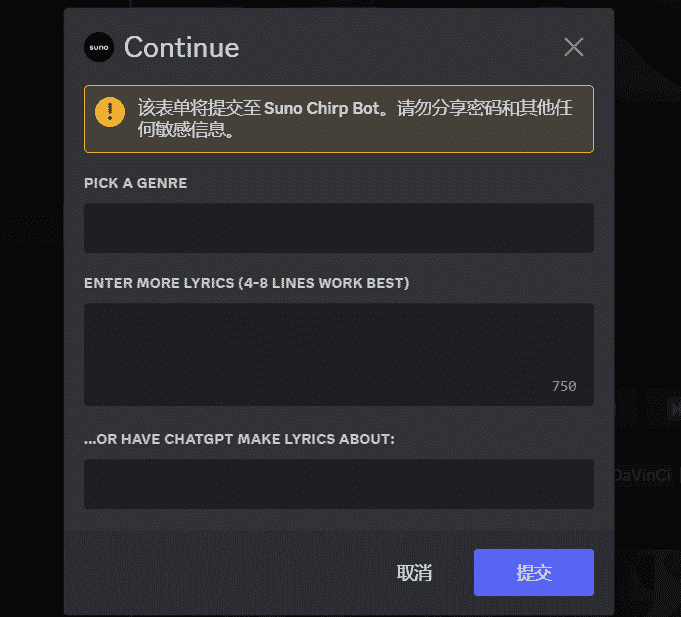 suno Continue
该表单将提交至 Suno Chirp Bot。请勿分享密码和其他任
何敏感信息。
PICK A GENRE
ENTER MORE LYRICS (4-8 LINES WORK BEST)
750
...OR HAVE CHATGPT MAKE LYRICS ABOUT:
DaVinCi
取消 提交